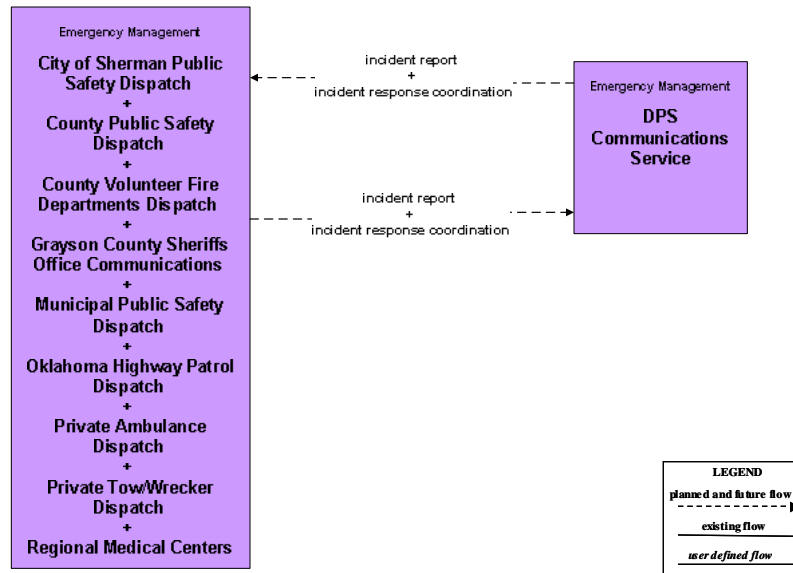 Emergency Management
City of Sherman Public
Safety Dispatch
+
County Public Safety
Dispatch
+
County Volunteer Fire
Departments Dispatch
+
Grayson County Sheriffs
Office Communications
+
Municipal Public Safety
Dispatch
+
Oklahoma Highway Patrol
Dispatch
+
Private Ambulance
Dispatch
+
Private Tow/Wrecker
Dispatch
+
Regional Medical Centers
incident report
+
incident response coordination
incident report
+
incident response coordination
Emergency Management
DPS
Communications
Service
LEGEND
planned and future flow
existing flow
user defined flow